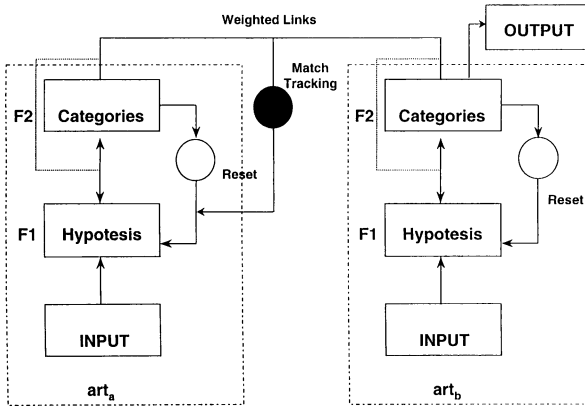 Weighted Links
OUTPUT
Match
Tracking
F2
Categories
Reset
F1
Hypotesis
INPUT
art_a
F2
Categories
Reset
F1
Hypotesis
INPUT
art_b